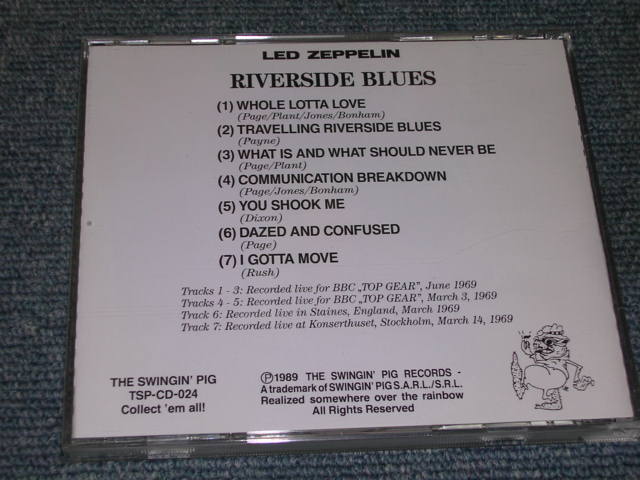 LED ZEPPELIN
RIVERSIDE BLUES
(1) WHOLE LOTTA LOVE
(Page/Plant/Jones/Bonham)
(2) TRAVELLING RIVERSIDE BLUES
(Payne)
(3) WHAT IS AND WHAT SHOULD NEVER BE
(Page/Plant)
(4) COMMUNICATION BREAKDOWN
(Page/Jones/Bonham)
(5) YOU SHOOK ME
(Dixon)
(6) DAZED AND CONFUSED
(Page)
(7) I GOTTA MOVE
(Rush)
Tracks 1 - 3: Recorded live for BBC „TOP GEAR", June 1969
Tracks 4 - 5: Recorded live for BBC „TOP GEAR", March 3, 1969
Track 6: Recorded live in Staines, England, March 1969
Track 7: Recorded live at Konserthuset, Stockholm, March 14, 1969
THE SWINGIN' PIG
TSP-CD-024
Collect 'em all!
Ⓟ1989 THE SWINGIN' PIG RECORDS -
A trademark of SWINGIN' PIG S.A.R.L./S.R.L.
Realized somewhere over the rainbow
All Rights Reserved